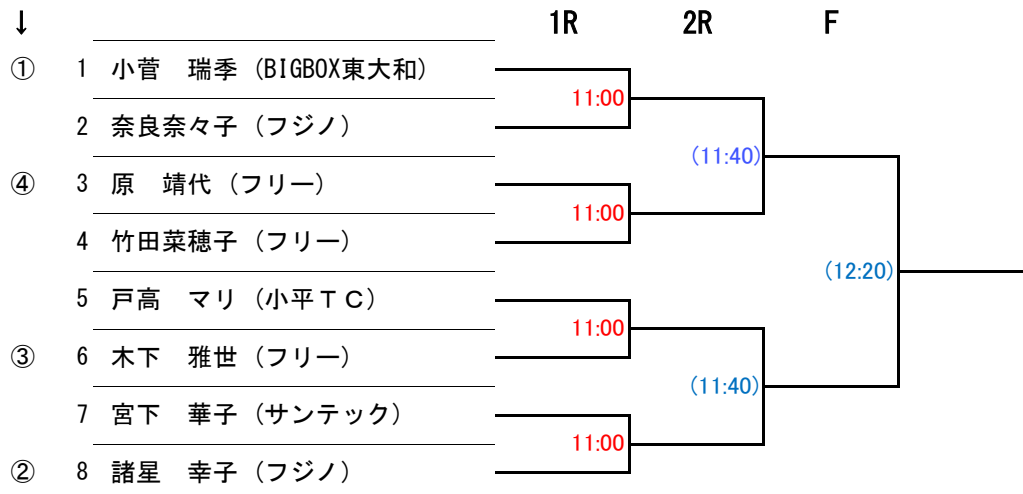 ↓ 1R 2R F
① 1 小菅　瑞季（BIGBOX東大和）
11:00
2 奈良奈々子（フジノ）
(11:40)
④ 3 原　靖代（フリー）
11:00
4 竹田菜穂子（フリー）
(12:20)
5 戸高　マリ（小平ＴＣ）
11:00
③ 6 木下　雅世（フリー）
(11:40)
7 宮下　華子（サンテック）
11:00
② 8 諸星　幸子（フジノ）